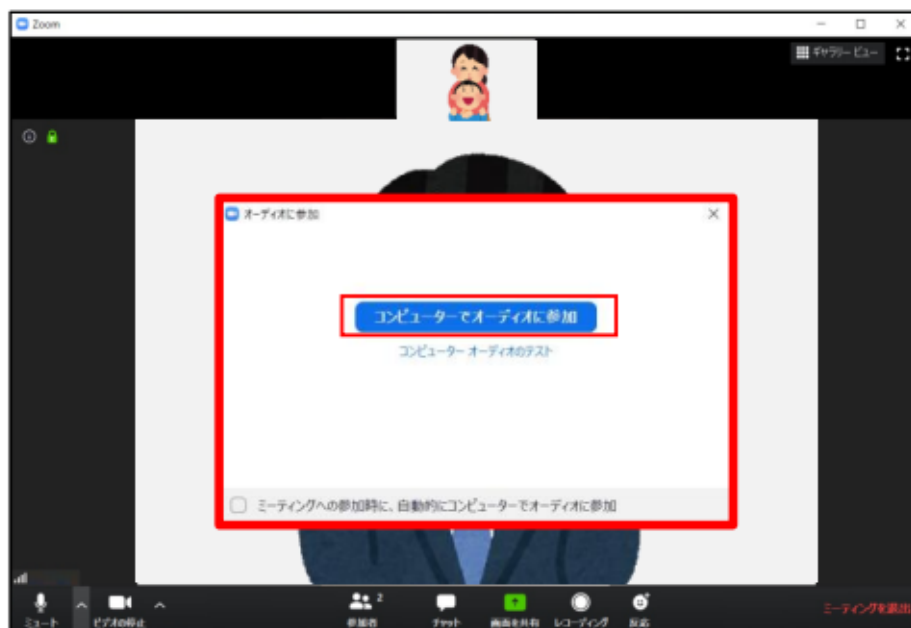 Zoom
ギャラリー ビュー
オーディオに参加
コンピューターでオーディオに参加
コンピューター オーディオのテスト
ミーティングへの参加時に、自動的にコンピューターでオーディオに参加
2
ミュート
ビデオの停止
参加者
チャット
画面を共有
レコーディング
反応
ミーティングを退出